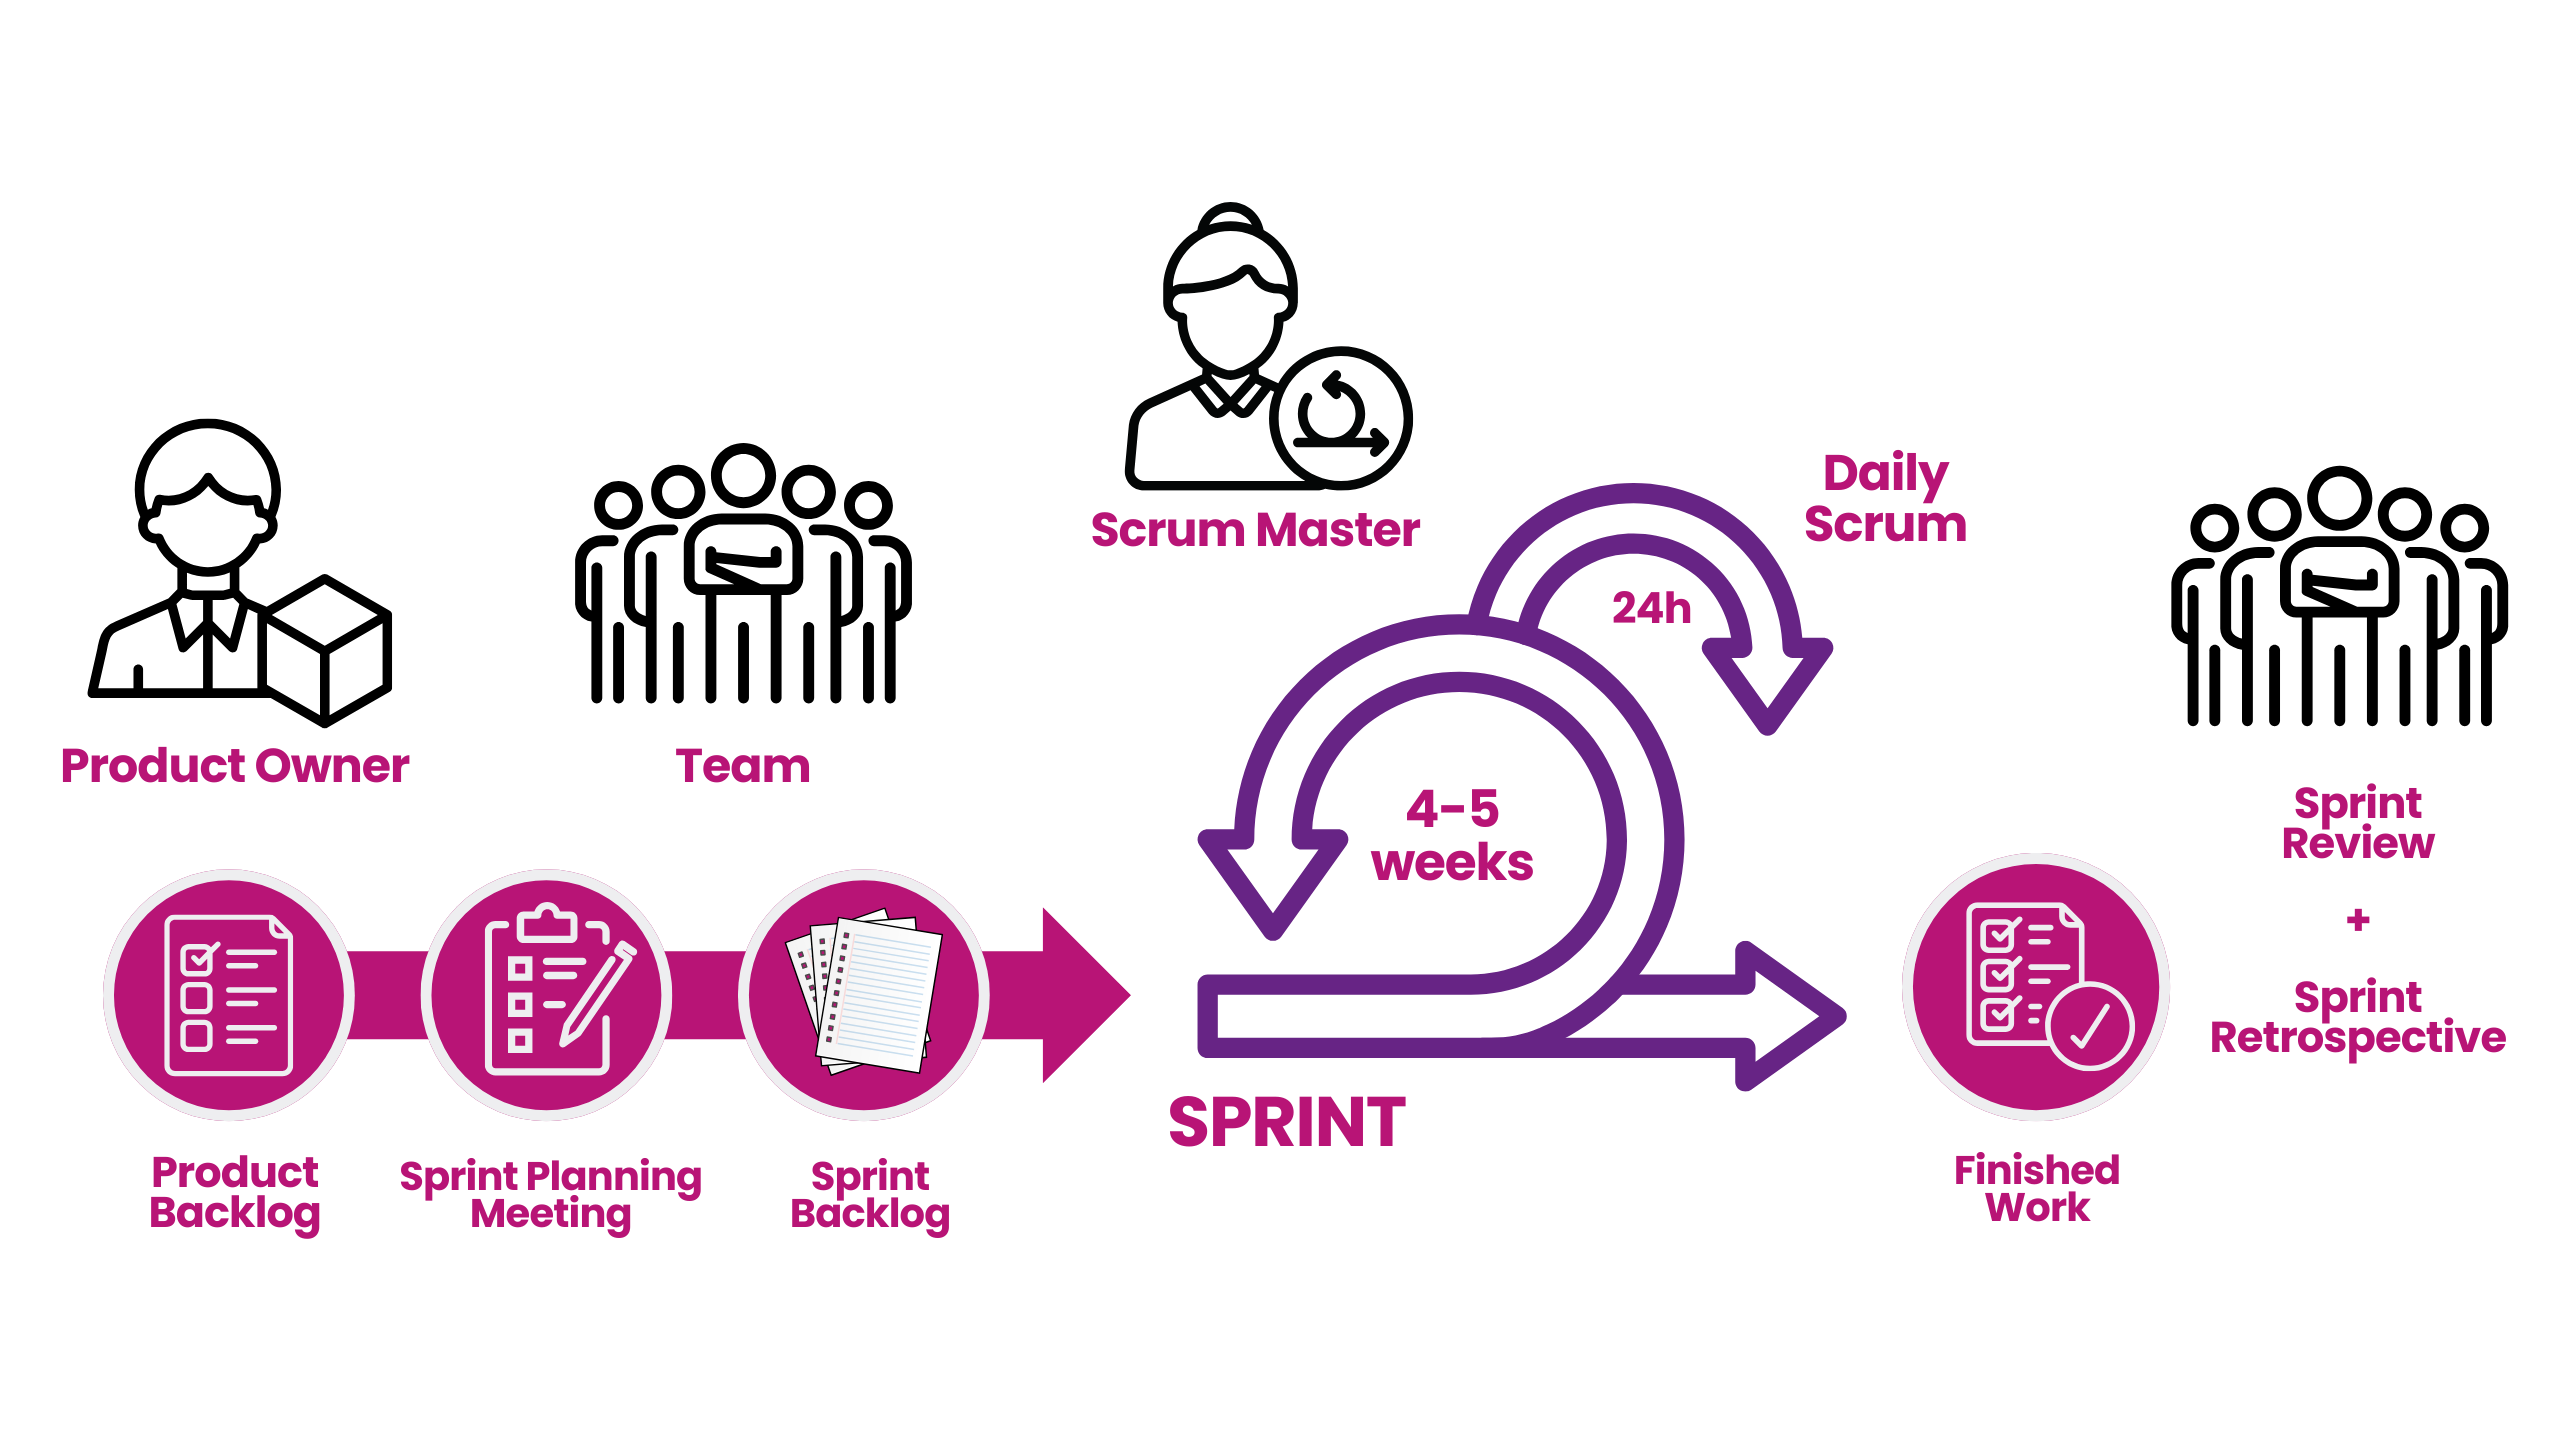 Product Owner
Team
Scrum Master
Daily
Scrum
24h
4-5
weeks
SPRINT
Product
Backlog
Sprint Planning
Meeting
Sprint
Backlog
Finished
Work
Sprint
Review
+
Sprint
Retrospective